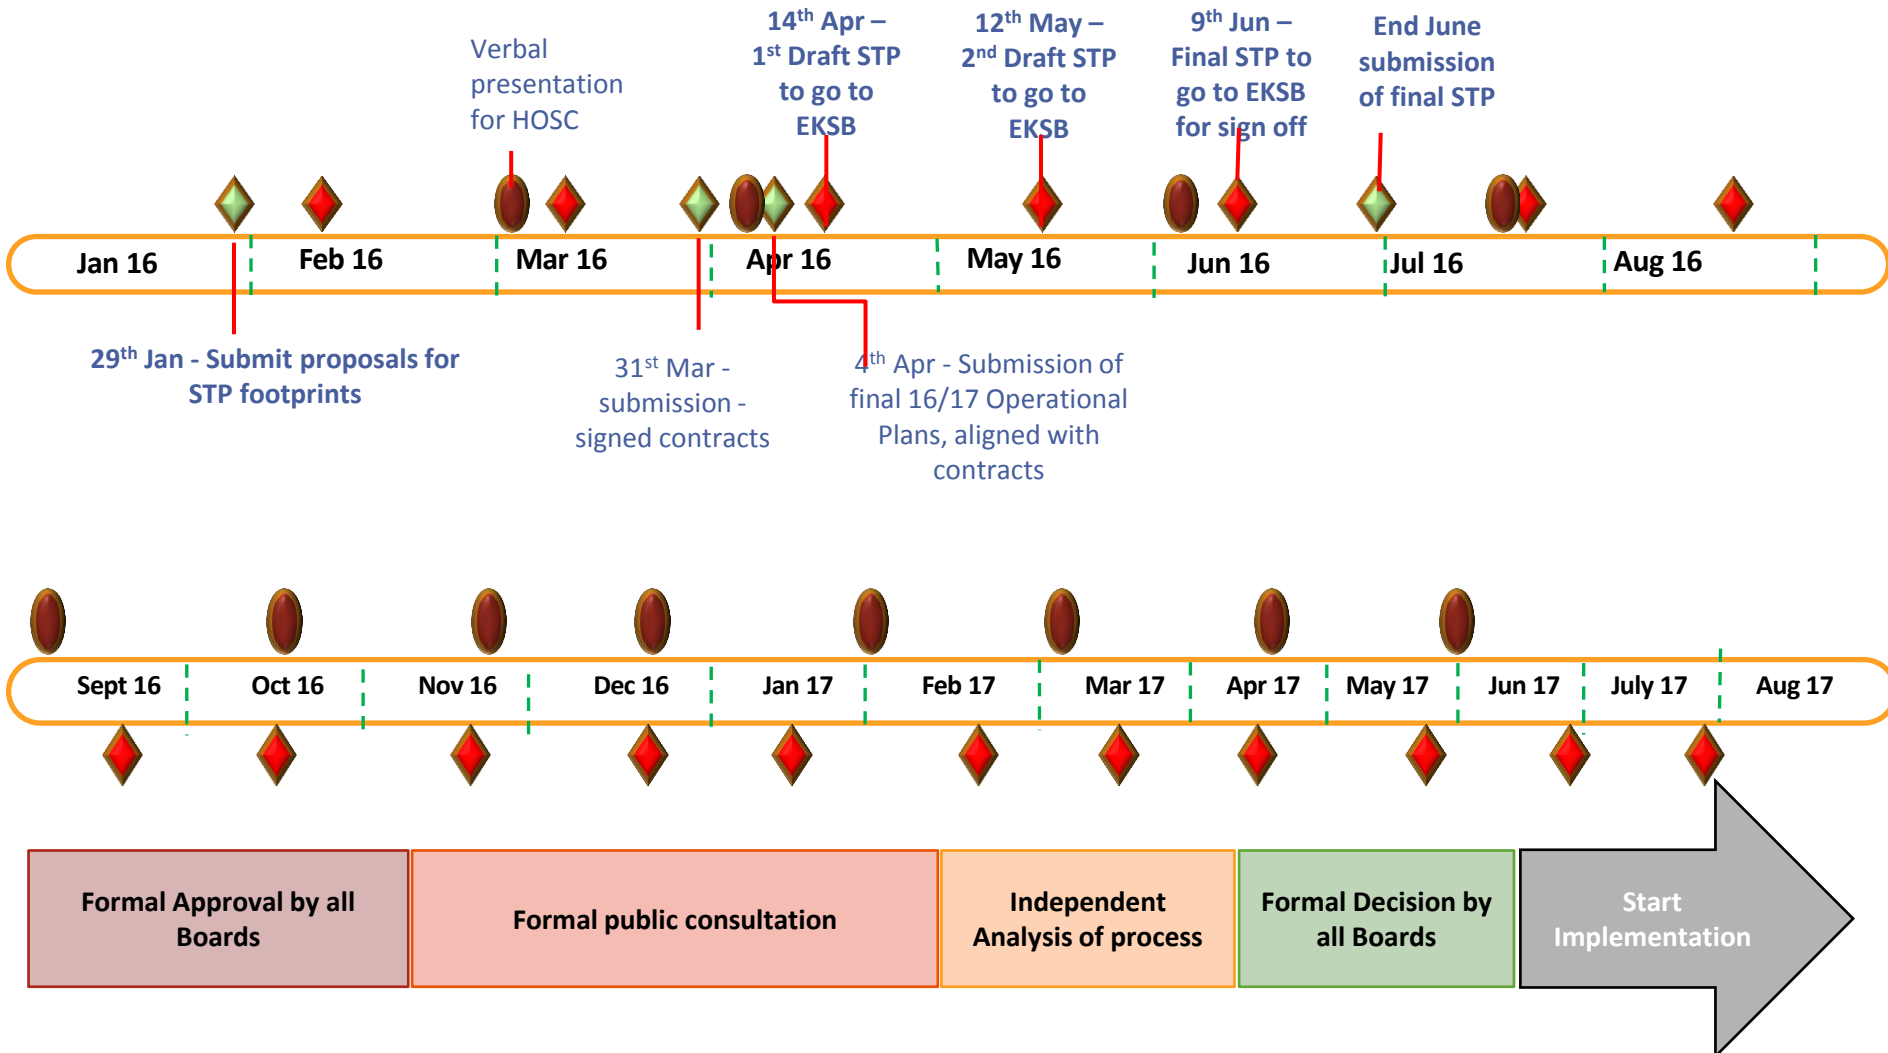 Verbal
presentation
for HOSC
14th Apr –
1st Draft STP
to go to
EKSB
12th May –
2nd Draft STP
to go to
EKSB
9th Jun –
Final STP to
go to EKSB
for sign off
End June
submission
of final STP
Jan 16
Feb 16
Mar 16
Apr 16
May 16
Jun 16
Jul 16
Aug 16
29th Jan - Submit proposals for
STP footprints
31st Mar -
submission -
signed contracts
4th Apr - Submission of
final 16/17 Operational
Plans, aligned with
contracts
Sept 16
Oct 16
Nov 16
Dec 16
Jan 17
Feb 17
Mar 17
Apr 17
May 17
Jun 17
July 17
Aug 17
Formal Approval by all
Boards
Formal public consultation
Independent
Analysis of process
Formal Decision by
all Boards
Start
Implementation